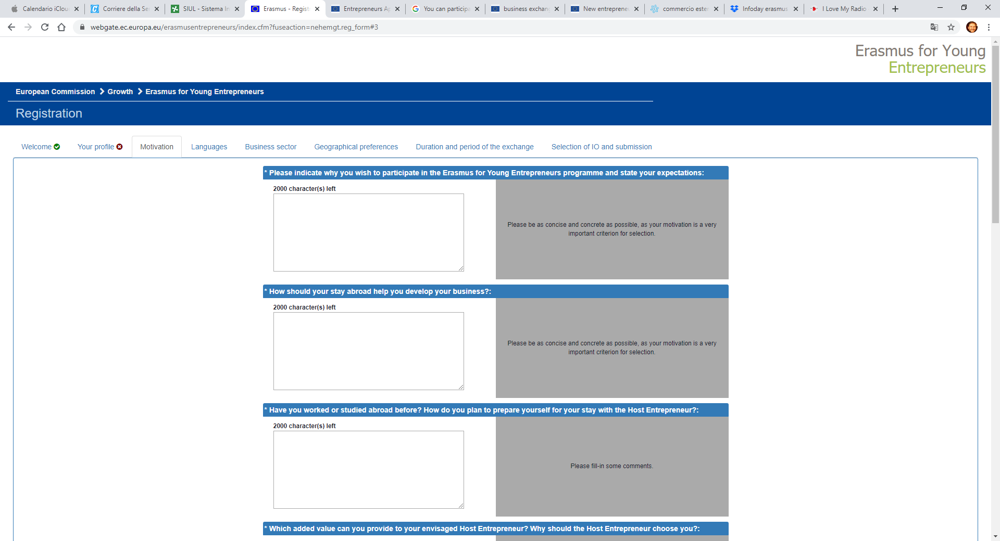 Calendario iClou
Corriere della Se
SIUL - Sistema In
Erasmus - Regist
Entrepreneurs Ap
You can participa
business exchan
New entreprene
commercio ester
Infoday erasmus
I Love My Radio
webgate.ec.europa.eu/erasmusentrepreneurs/index.cfm?fuseaction=nehemgt.reg_form#3
Erasmus for Young
Entrepreneurs
European Commission > Growth > Erasmus for Young Entrepreneurs
Registration
Welcome
Your profile
Motivation
Languages
Business sector
Geographical preferences
Duration and period of the exchange
Selection of IO and submission
* Please indicate why you wish to participate in the Erasmus for Young Entrepreneurs programme and state your expectations:
2000 character(s) left
Please be as concise and concrete as possible, as your motivation is a very
important criterion for selection.
* How should your stay abroad help you develop your business?:
2000 character(s) left
Please be as concise and concrete as possible, as your motivation is a very
important criterion for selection.
* Have you worked or studied abroad before? How do you plan to prepare yourself for your stay with the Host Entrepreneur?:
2000 character(s) left
Please fill-in some comments.
* Which added value can you provide to your envisaged Host Entrepreneur? Why should the Host Entrepreneur choose you?: